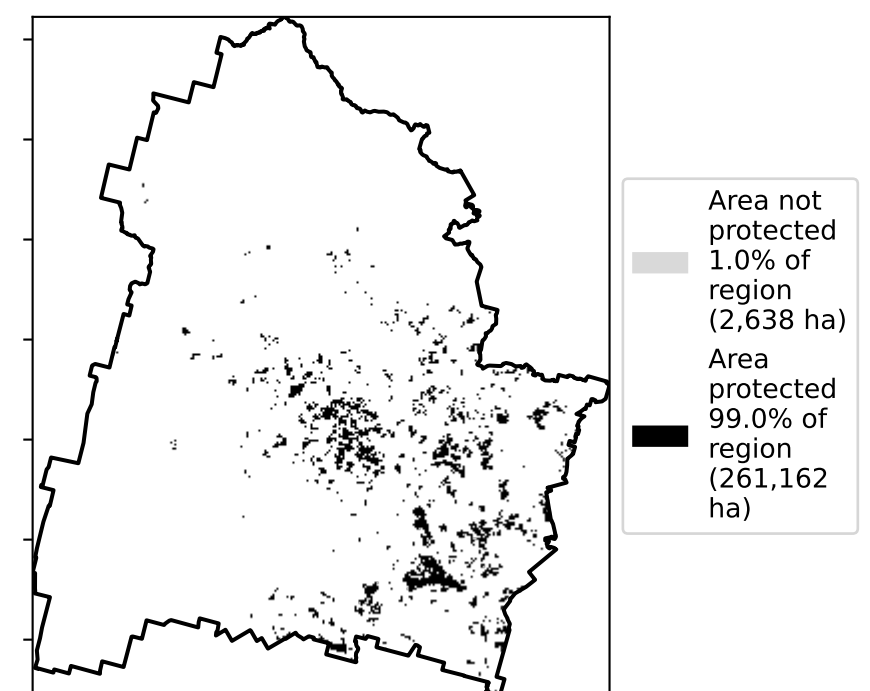 Area not
protected
1.0% of
region
(2,638 ha)
Area
protected
99.0% of
region
(261,162
ha)